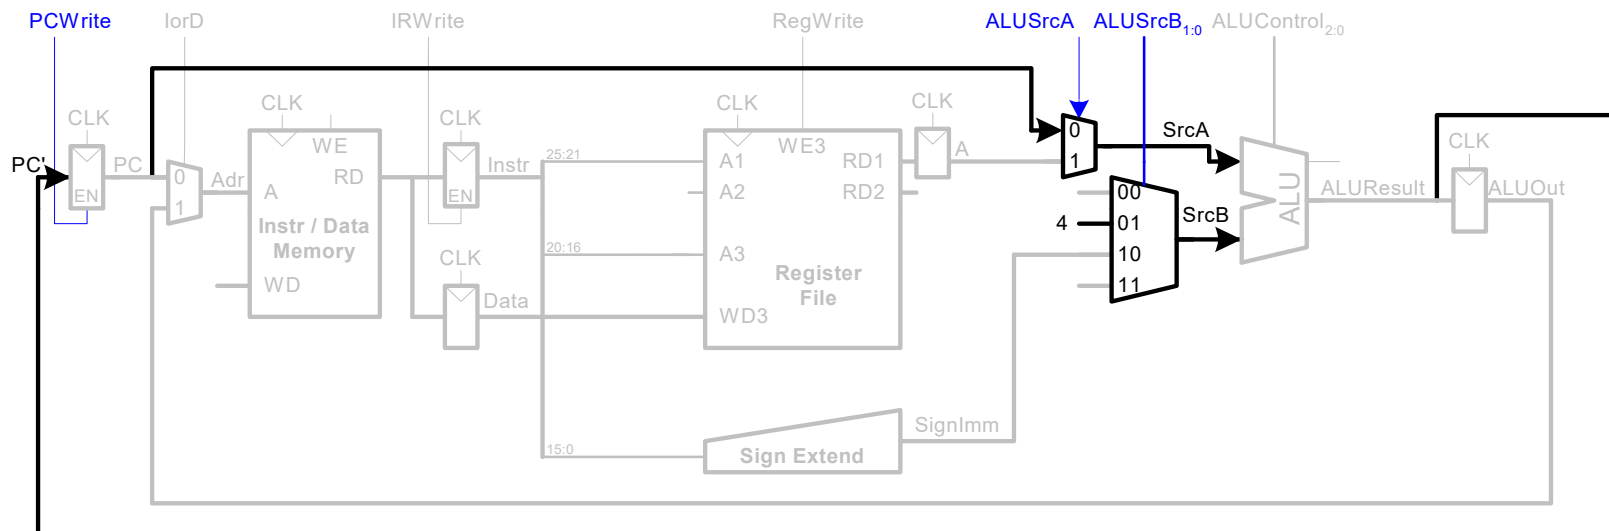 PCWrite IorD IRWrite RegWrite ALUSrcA ALUSrcB1:0 ALUControl2:0
CLK CLK CLK CLK CLK CLK
PC' PC EN
0 1 Adr
WE A RD
Instr / Data
Memory
WD
EN Instr
CLK
Data
25:21
20:16
15:0
WE3
A1 RD1
A2 RD2
A3
Register
File
WD3
A
0
1
SrcA
00
4 01
10
11
SrcB
ALU
ALUResult
ALUOut
SignImm
Sign Extend